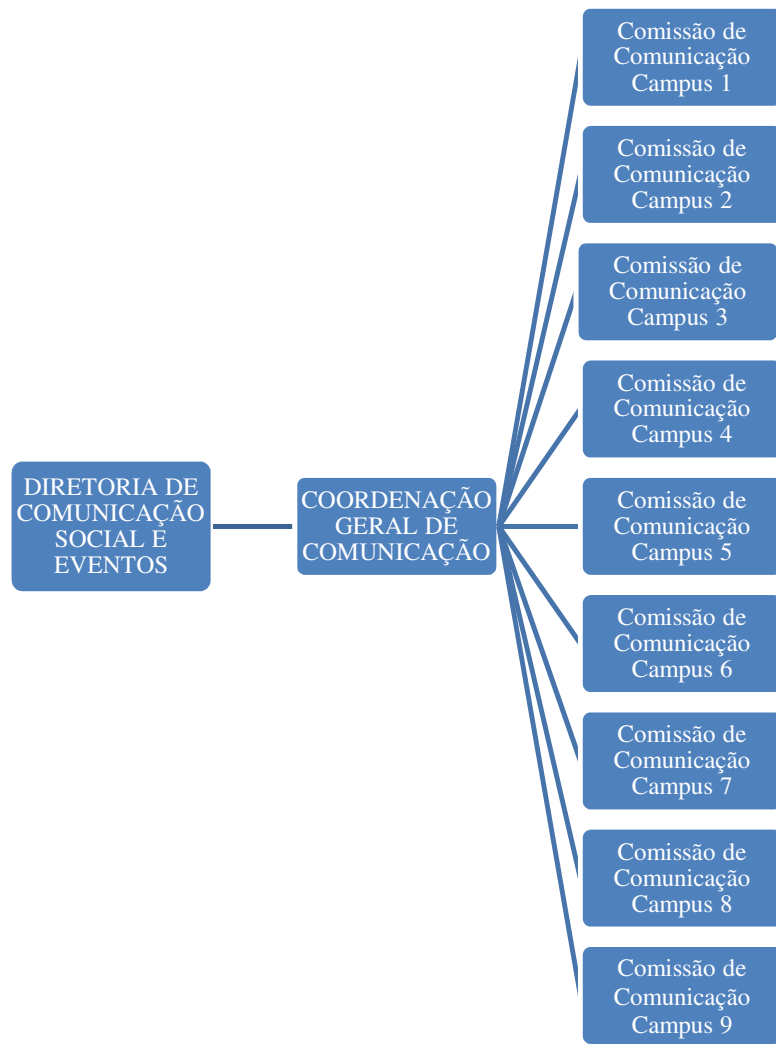 DIRETORIA DE
COMUNICAÇÃO
SOCIAL E
EVENTOS
COORDENAÇÃO
GERAL DE
COMUNICAÇÃO
Comissão de
Comunicação
Campus 1
Comissão de
Comunicação
Campus 2
Comissão de
Comunicação
Campus 3
Comissão de
Comunicação
Campus 4
Comissão de
Comunicação
Campus 5
Comissão de
Comunicação
Campus 6
Comissão de
Comunicação
Campus 7
Comissão de
Comunicação
Campus 8
Comissão de
Comunicação
Campus 9